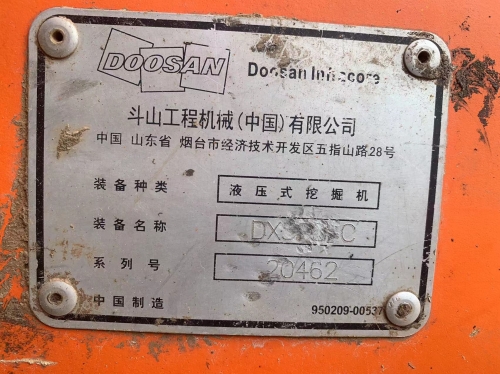 DOOSAN Doosan Infracore
斗山工程机械(中国)有限公司
中国 山东省 烟台市经济技术开发区五指山路28号
装备种类 液压式挖掘机
装备名称
系列号 20462
中国制造 950209-00537